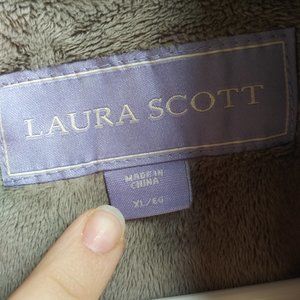 LAURA SCOTT
MADE IN
CHINA
XL/EG